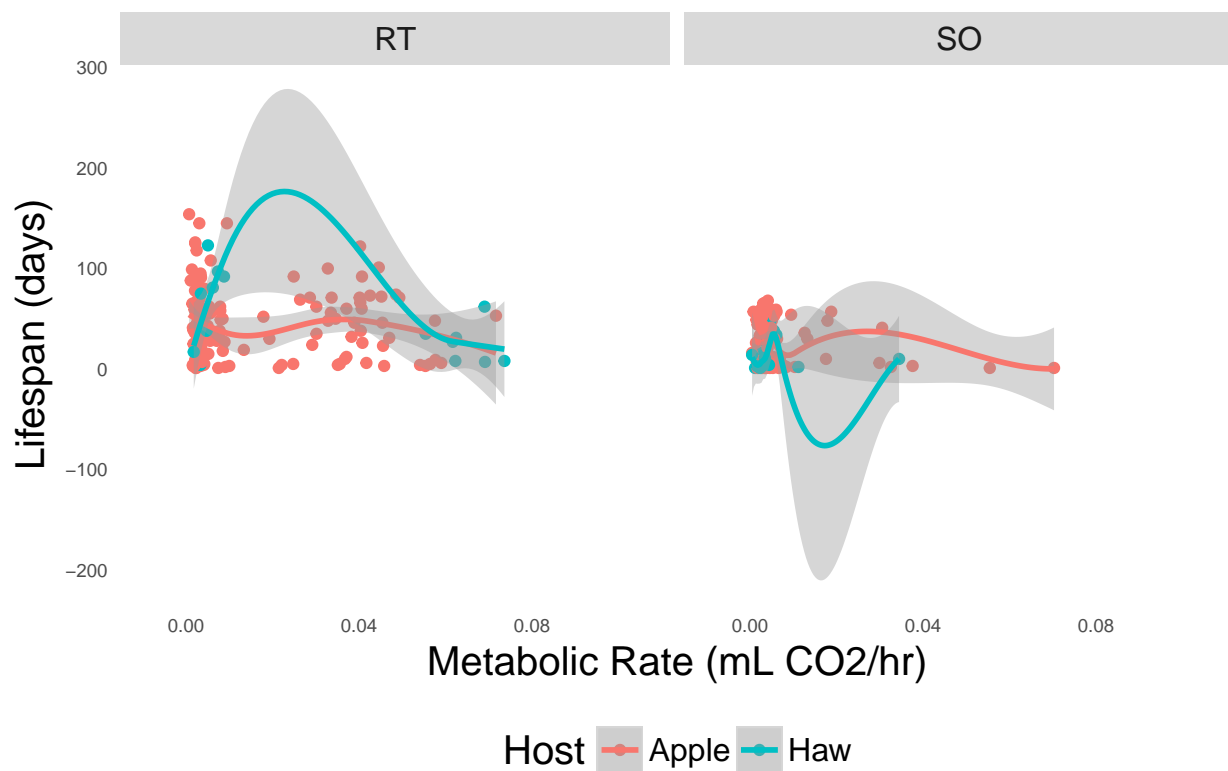 RT SO
300
200
100
0
−100
−200
Lifespan (days)
0.00 0.04 0.08 0.00 0.04 0.08
Metabolic Rate (mL CO2/hr)
Host Apple Haw